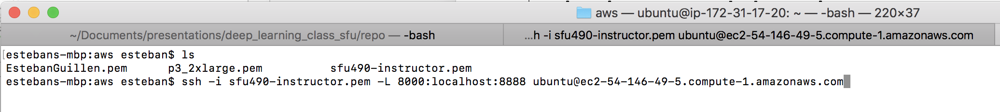 aws — ubuntu@ip-172-31-17-20: ~ — -bash — 220×37
~/Documents/presentations/deep_learning_class_sfu/repo — -bash
...h -i sfu490-instructor.pem ubuntu@ec2-54-146-49-5.compute-1.amazonaws.com
[estebans-mbp:aws esteban$ ls
EstebanGuillen.pem p3_2xlarge.pem sfu490-instructor.pem
estebans-mbp:aws esteban$ ssh -i sfu490-instructor.pem -L 8000:localhost:8888 ubuntu@ec2-54-146-49-5.compute-1.amazonaws.com